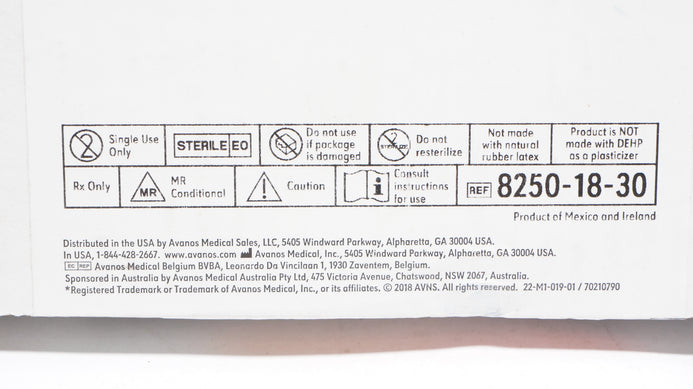 Single Use Only
STERILE EO
Do not use if package is damaged
2 STERILIZE
Do not resterilize
Not made with natural rubber latex
Product is NOT made with DEHP as a plasticizer
Rx Only
MR
MR Conditional
Caution
i
Consult instructions for use
REF 8250-18-30
Product of Mexico and Ireland
Distributed in the USA by Avanos Medical Sales, LLC, 5405 Windward Parkway, Alpharetta, GA 30004 USA.
In USA, 1-844-428-2667. www.avanos.com Avanos Medical, Inc., 5405 Windward Parkway, Alpharetta, GA 30004 USA.
EC REP Avanos Medical Belgium BVBA, Leonardo Da Vincilaan 1, 1930 Zaventem, Belgium.
Sponsored in Australia by Avanos Medical Australia Pty Ltd, 475 Victoria Avenue, Chatswood, NSW 2067, Australia.
*Registered Trademark or Trademark of Avanos Medical, Inc., or its affiliates. © 2018 AVNS. All rights reserved. 22-M1-019-01 / 70210790